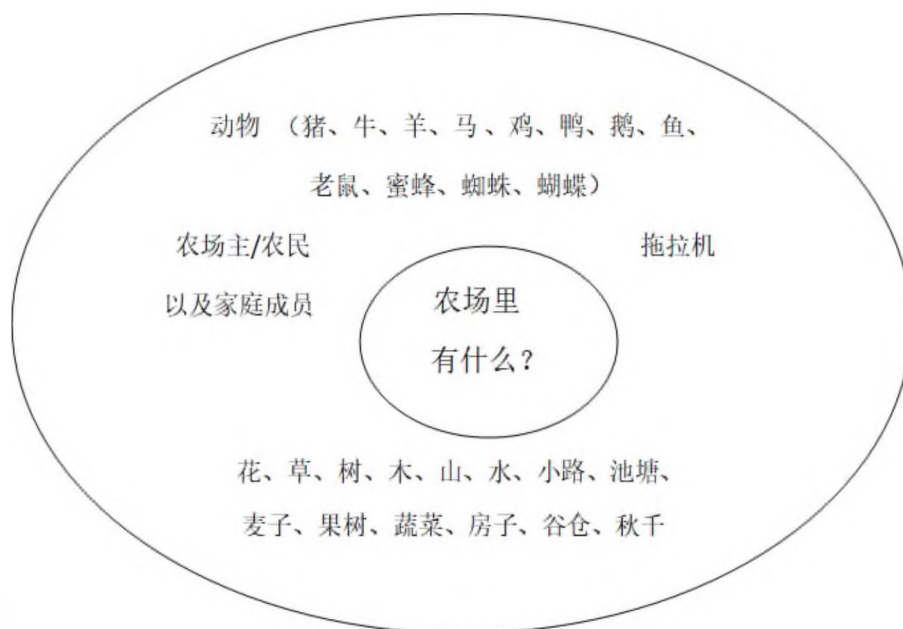 动物 （猪、牛、羊、马、鸡、鸭、鹅、鱼、
老鼠、蜜蜂、蜘蛛、蝴蝶）
农场主/农民
以及家庭成员
拖拉机
农场里
有什么？
花、草、树、木、山、水、小路、池塘、
麦子、果树、蔬菜、房子、谷仓、秋千